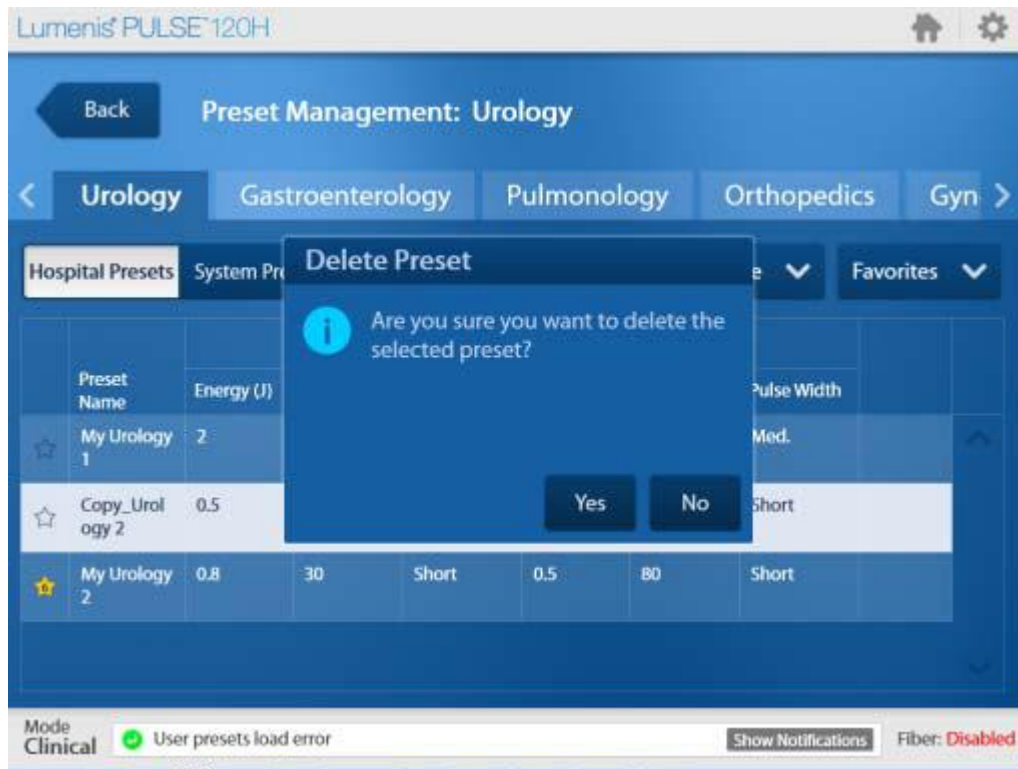 Lumenis® PULSE™ 120H
Back
Preset Management: Urology
Urology Gastroenterology Pulmonology Orthopedics Gyn
Hospital Presets System Pre e Favorites
Delete Preset
i
Are you sure you want to delete the
selected preset?
Yes No
Preset
Name
Energy (J) Pulse Width
My Urology 2 Med.
1
Copy_Urol 0.5 Short
ogy 2
My Urology 0.8 30 Short 0.5 80 Short
2
Mode
Clinical User presets load error Show Notifications Fiber: Disabled